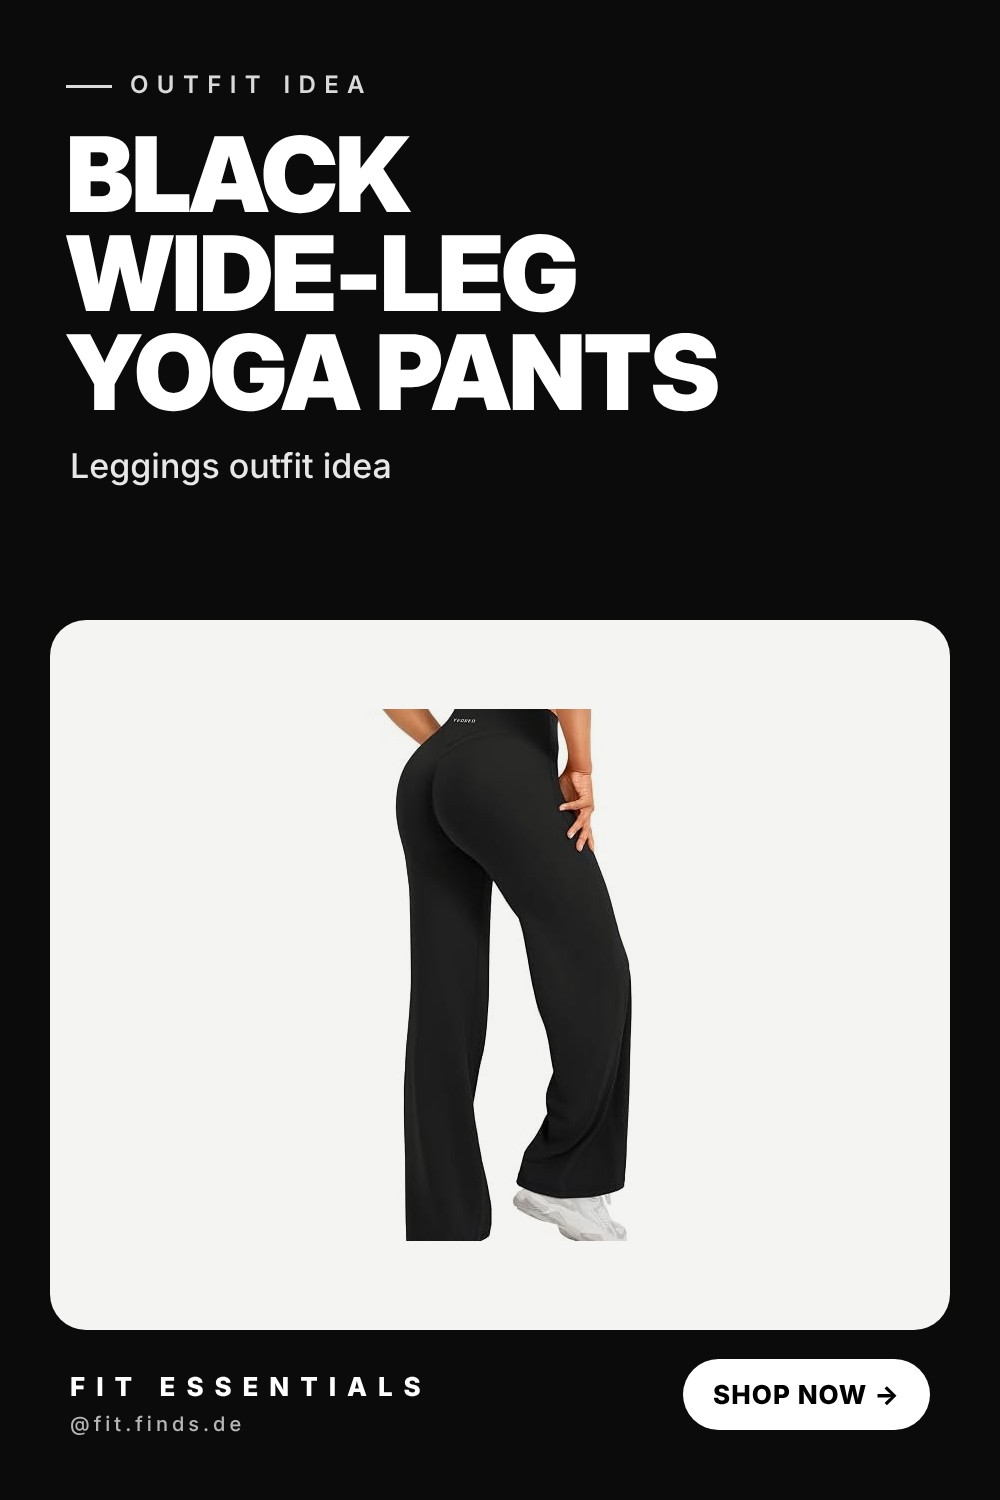 OUTFIT IDEA
BLACK
WIDE-LEG
YOGA PANTS
Leggings outfit idea
FIT ESSENTIALS
@fit.finds.de
SHOP NOW →